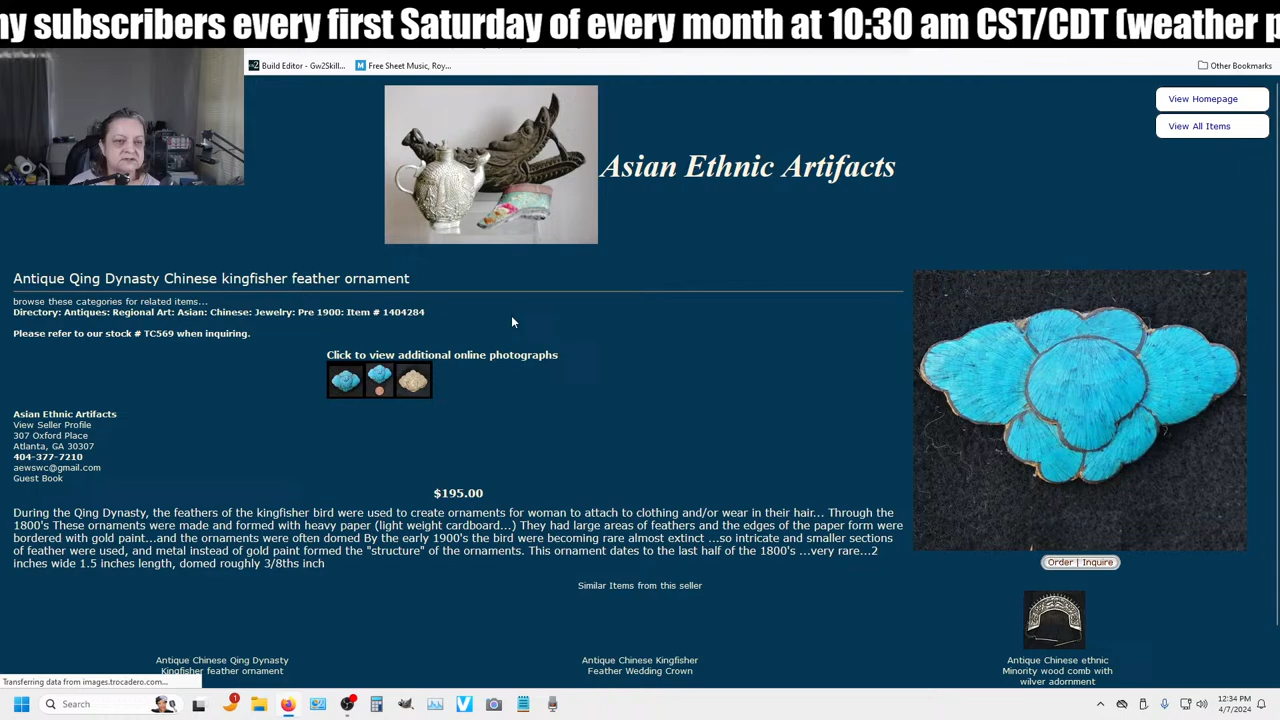 ny subscribers every first Saturday of every month at 10:30 am CST/CDT (weather p
Build Editor - Gw2Skill...
Free Sheet Music, Roy...
Other Bookmarks
View Homepage
View All Items
Asian Ethnic Artifacts
Antique Qing Dynasty Chinese kingfisher feather ornament
browse these categories for related items...
Directory: Antiques: Regional Art: Asian: Chinese: Jewelry: Pre 1900: Item # 1404284
Please refer to our stock # TC569 when inquiring.
Click to view additional online photographs
Asian Ethnic Artifacts
View Seller Profile
307 Oxford Place
Atlanta, GA 30307
404-377-7210
aewswc@gmail.com
Guest Book
$195.00
During the Qing Dynasty, the feathers of the kingfisher bird were used to create ornaments for woman to attach to clothing and/or wear in their hair... Through the
1800's These ornaments were made and formed with heavy paper (light weight cardboard...) They had large areas of feathers and the edges of the paper form were
bordered with gold paint...and the ornaments were often domed By the early 1900's the bird were becoming rare almost extinct ...so intricate and smaller sections
of feather were used, and metal instead of gold paint formed the "structure" of the ornaments. This ornament dates to the last half of the 1800's ...very rare...2
inches wide 1.5 inches length, domed roughly 3/8ths inch
Order | Inquire
Similar Items from this seller
Antique Chinese Qing Dynasty
Kingfisher feather ornament
Antique Chinese Kingfisher
Feather Wedding Crown
Antique Chinese ethnic
Minority wood comb with
wilver adornment
Transferring data from images.trocadero.com...
Search
1
12:34 PM
4/7/2024